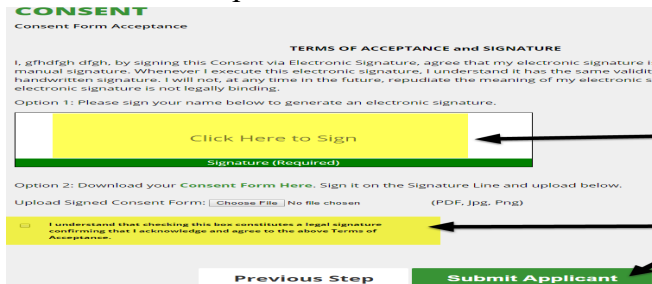 CONSENT
Consent Form Acceptance
TERMS OF ACCEPTANCE and SIGNATURE
I, gfhdfgh dfgh, by signing this Consent via Electronic Signature, agree that my electronic signature i
manual signature. Whenever I execute this electronic signature, I understand it has the same validit
handwritten signature. I will not, at any time in the future, repudiate the meaning of my electronic s
electronic signature is not legally binding.
Option 1: Please sign your name below to generate an electronic signature.
Click Here to Sign
Signature (Required)
Option 2: Download your Consent Form Here. Sign it on the Signature Line and upload below.
Upload Signed Consent Form: Choose File No file chosen (PDF, Jpg, Png)
I understand that checking this box constitutes a legal signature
confirming that I acknowledge and agree to the above Terms of
Acceptance.
Previous Step Submit Applicant